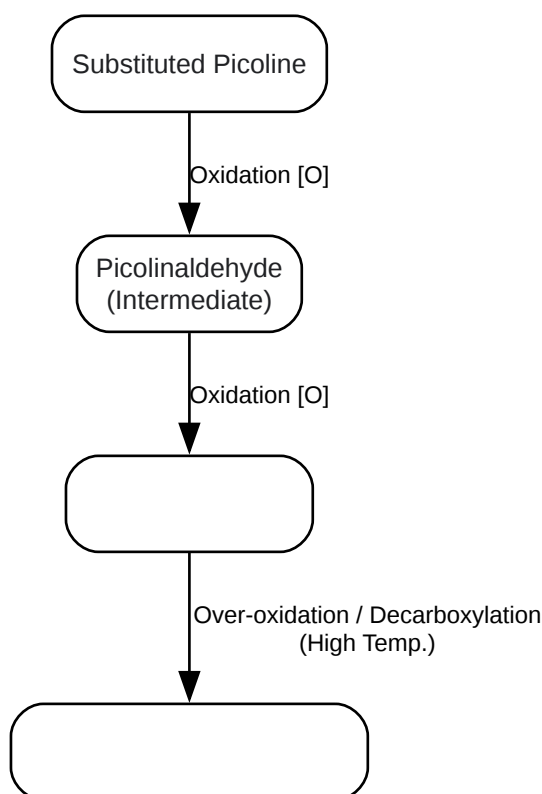 Substituted Picoline
Oxidation [O]
Picolinaldehyde
(Intermediate)
Oxidation [O]
Over-oxidation / Decarboxylation
(High Temp.)